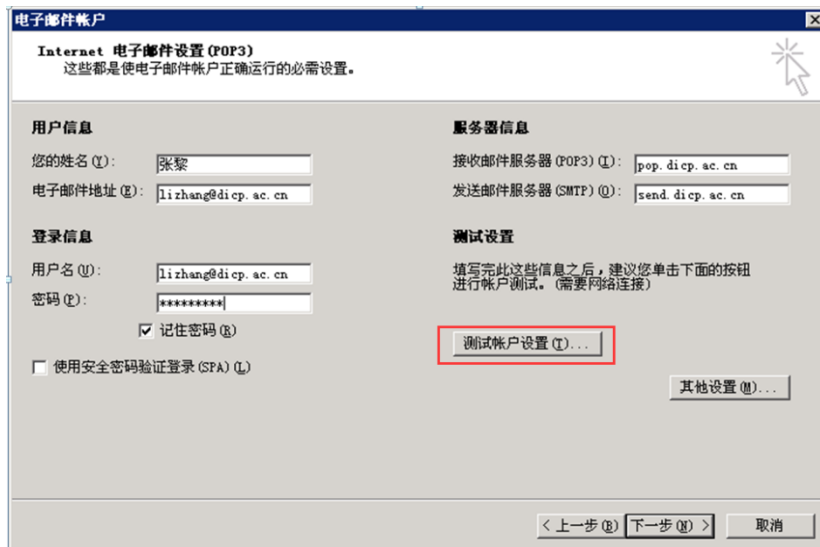 电子邮件帐户
Internet 电子邮件设置(POP3)
这些都是使电子邮件帐户正确运行的必需设置。
用户信息
您的姓名(Y): 张黎
电子邮件地址(E): lizhang@dicp.ac.cn
登录信息
用户名(U): lizhang@dicp.ac.cn
密码(P): *********
记住密码(R)
使用安全密码验证登录(SPA)(L)
服务器信息
接收邮件服务器(POP3)(I): pop.dicp.ac.cn
发送邮件服务器(SMTP)(O): send.dicp.ac.cn
测试设置
填写完此这些信息之后，建议您单击下面的按钮
进行帐户测试。(需要网络连接)
测试帐户设置(T)...
其他设置(M)...
< 上一步(B)
下一步(N) >
取消